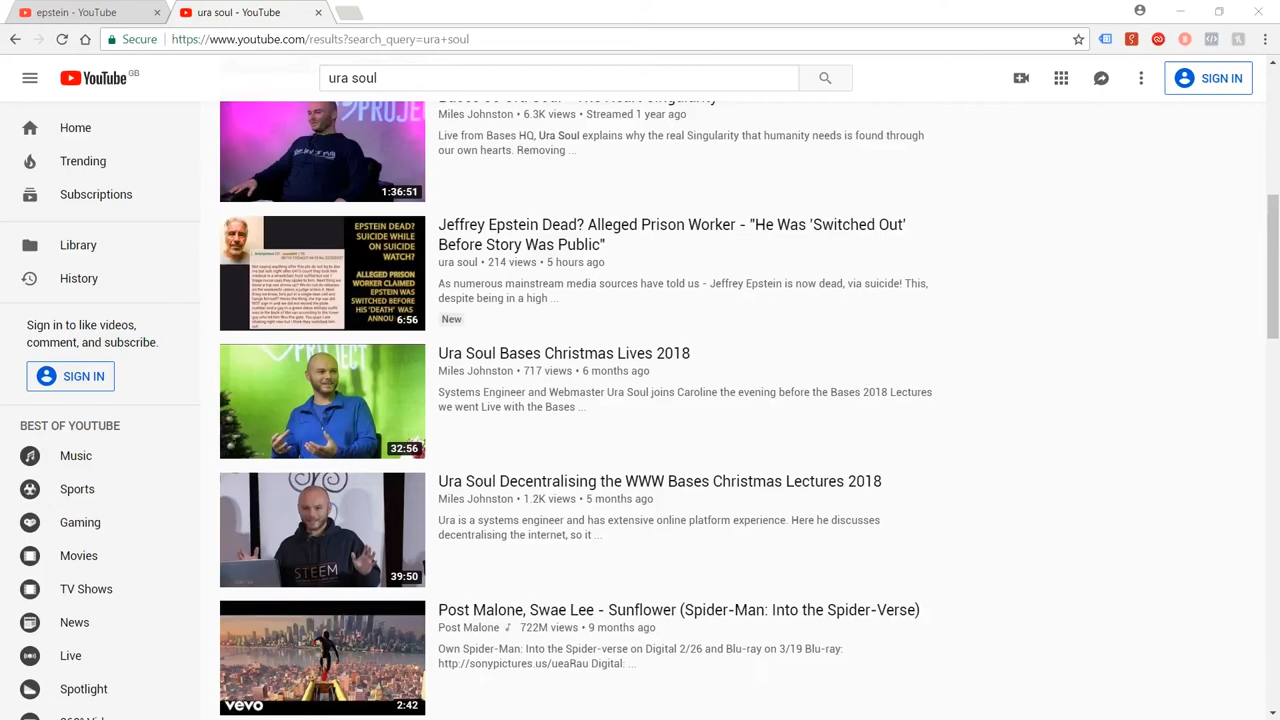 epstein - YouTube
ura soul - YouTube
Secure
https://www.youtube.com/results?search_query=ura+soul
YouTube GB
ura soul
SIGN IN
Home
Trending
Subscriptions
Library
History
Sign in to like videos,
comment, and subscribe.
SIGN IN
BEST OF YOUTUBE
Music
Sports
Gaming
Movies
TV Shows
News
Live
Spotlight
Miles Johnston • 6.3K views • Streamed 1 year ago
Live from Bases HQ, Ura Soul explains why the real Singularity that humanity needs is found through
our own hearts. Removing ...
1:36:51
Jeffrey Epstein Dead? Alleged Prison Worker - "He Was 'Switched Out'
Before Story Was Public"
ura soul • 214 views • 5 hours ago
As numerous mainstream media sources have told us - Jeffrey Epstein is now dead, via suicide! This,
despite being in a high ...
New
EPSTEIN DEAD?
SUICIDE WHILE
ON SUICIDE
WATCH?
ALLEGED PRISON
WORKER CLAIMED
EPSTEIN WAS
SWITCHED BEFORE
HIS 'DEATH' WAS
ANNOU
6:56
Ura Soul Bases Christmas Lives 2018
Miles Johnston • 717 views • 6 months ago
Systems Engineer and Webmaster Ura Soul joins Caroline the evening before the Bases 2018 Lectures
we went Live with the Bases ...
PROJECT
32:56
Ura Soul Decentralising the WWW Bases Christmas Lectures 2018
Miles Johnston • 1.2K views • 5 months ago
Ura is a systems engineer and has extensive online platform experience. Here he discusses
decentralising the internet, so it ...
STEEM
39:50
Post Malone, Swae Lee - Sunflower (Spider-Man: Into the Spider-Verse)
Post Malone ♪ 722M views • 9 months ago
Own Spider-Man: Into the Spider-verse on Digital 2/26 and Blu-ray on 3/19 Blu-ray:
http://sonypictures.us/ueaRau Digital: ...
vevo
2:42